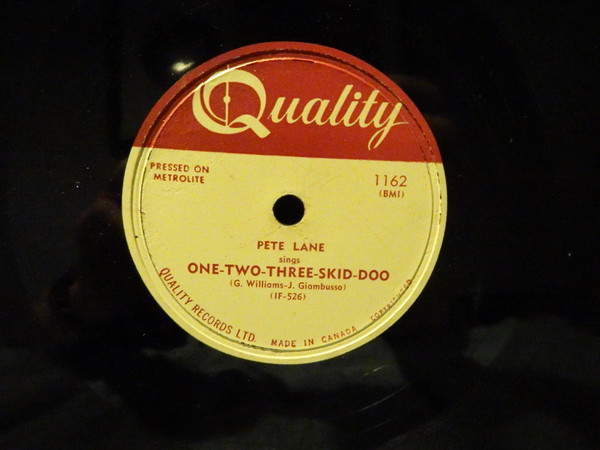 Quality
PRESSED ON
METROLITE
1162
(BMI)
PETE LANE
sings
ONE-TWO-THREE-SKID-DOO
(G. Williams-J. Giambusso)
(IF-526)
QUALITY RECORDS LTD. MADE IN CANADA COPYRIGHTED